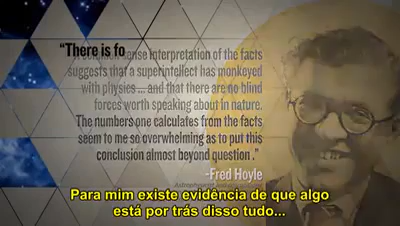 “There is fo
sense interpretation of the facts
suggests that a superintellect has monkeyed
with physics ... and that there are no blind
forces worth speaking about in nature.
The numbers one calculates from the facts
seem to me so overwhelming as to put this
conclusion almost beyond question .”
-Fred Hoyle
Para mim existe evidência de que algo
está por trás disso tudo...